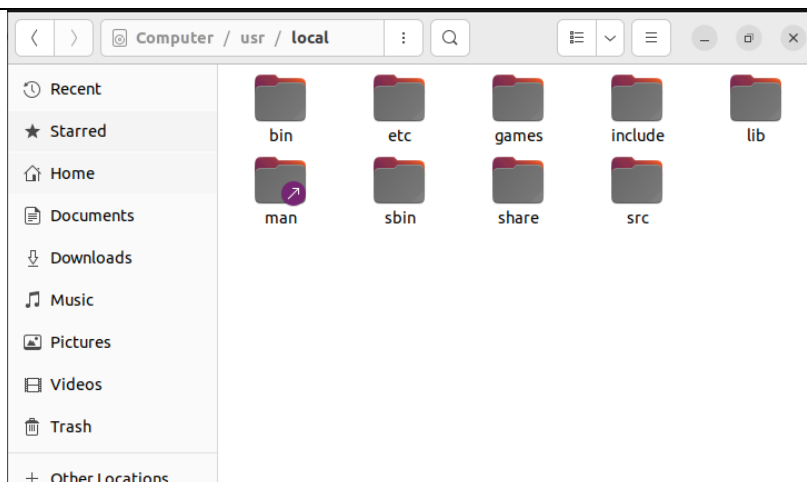 Computer / usr / local
Recent
Starred
Home
Documents
Downloads
Music
Pictures
Videos
Trash
+ Other Locations
bin etc games include lib
man sbin share src